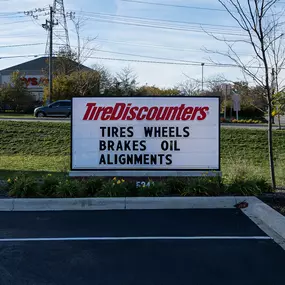 TireDiscounters
TIRES WHEELS
BRAKES OIL
ALIGNMENTS